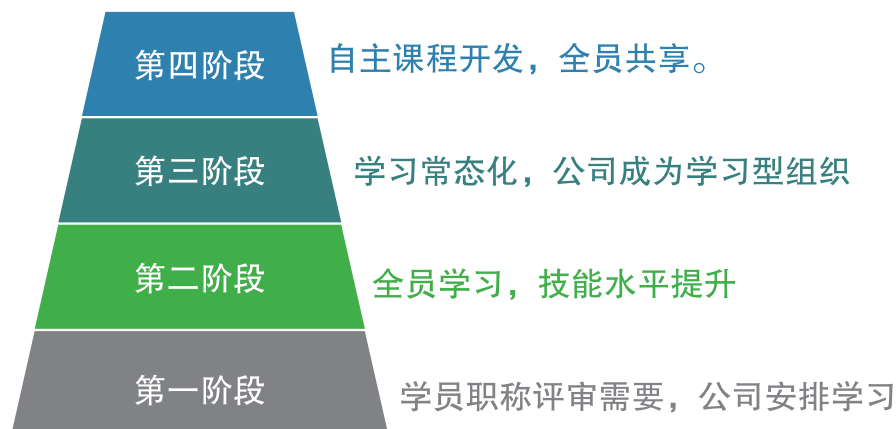 第四阶段
自主课程开发，全员共享。
第三阶段
学习常态化，公司成为学习型组织
第二阶段
全员学习，技能水平提升
第一阶段
学员职称评审需要，公司安排学习